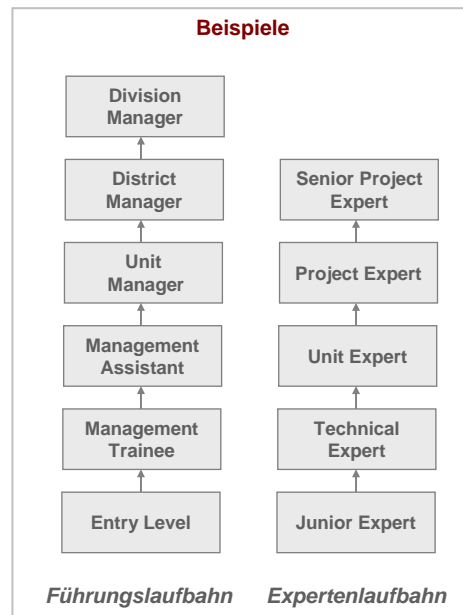 Beispiele
Division
Manager
District
Manager
Senior Project
Expert
Unit
Manager
Project Expert
Management
Assistant
Unit Expert
Management
Trainee
Technical
Expert
Entry Level
Junior Expert
Führungslaufbahn
Expertenlaufbahn